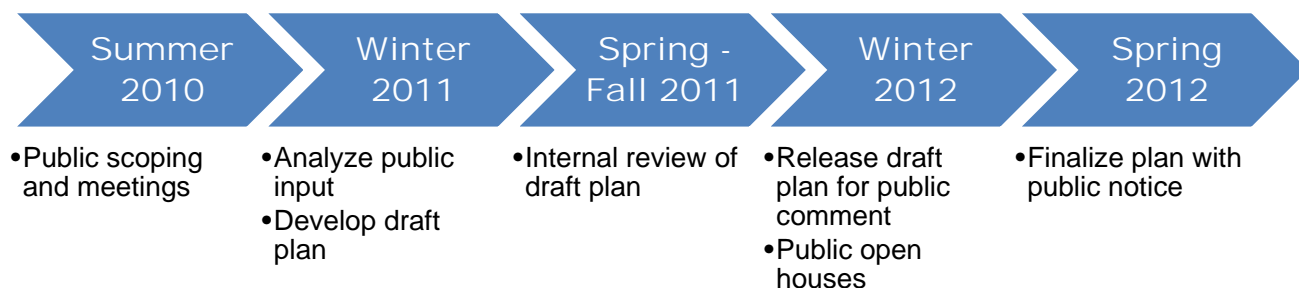 Summer
2010
Winter
2011
Spring -
Fall 2011
Winter
2012
Spring
2012
•Public scoping
and meetings
•Analyze public
input
•Develop draft
plan
•Internal review of
draft plan
•Release draft
plan for public
comment
•Public open
houses
•Finalize plan with
public notice